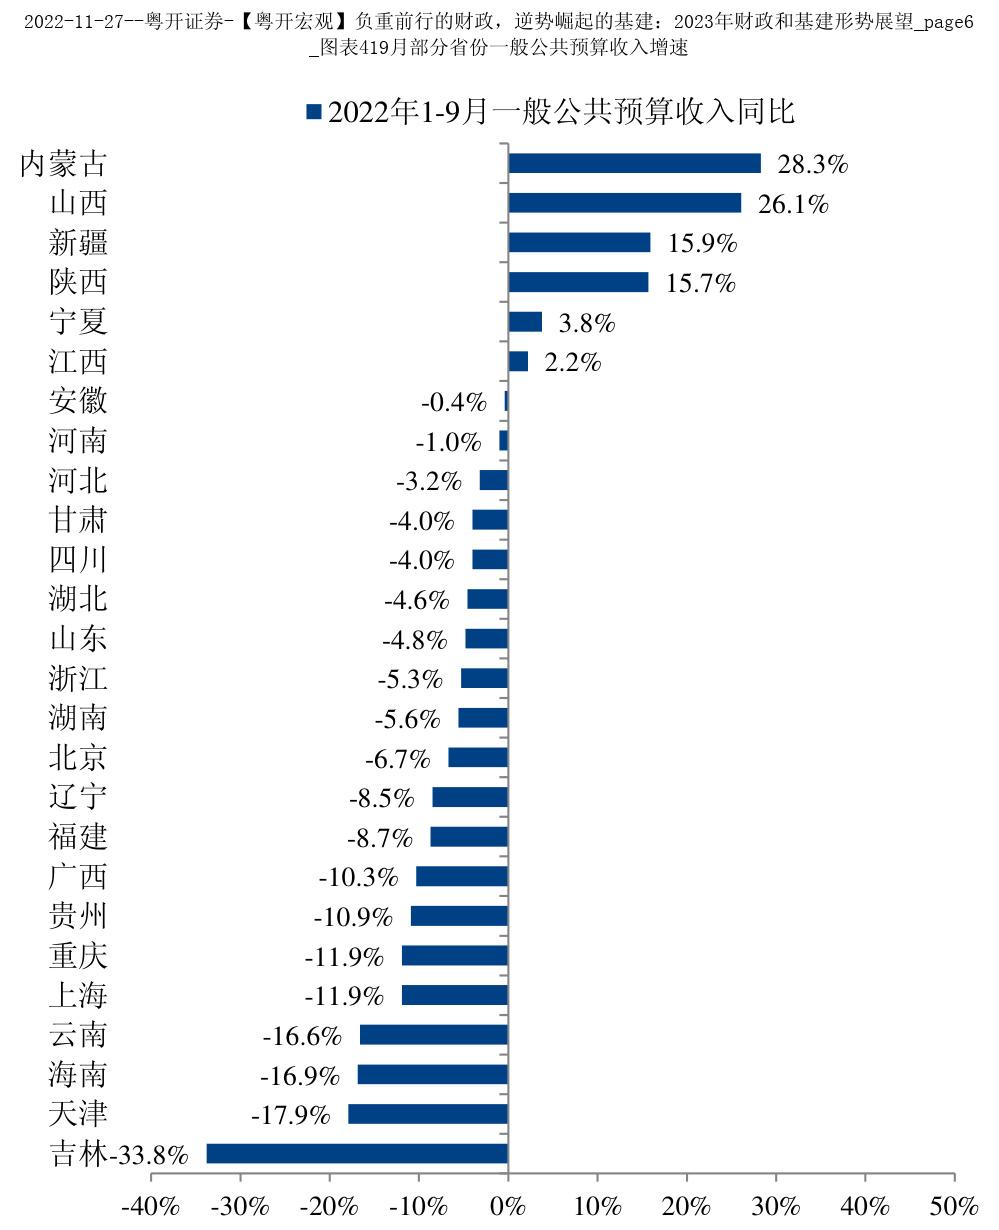 2022-11-27--粤开证券-【粤开宏观】负重前行的财政，逆势崛起的基建：2023年财政和基建形势展望_page6
_图表419月部分省份一般公共预算收入增速
2022年1-9月一般公共预算收入同比
内蒙古 28.3%
山西 26.1%
新疆 15.9%
陕西 15.7%
宁夏 3.8%
江西 2.2%
安徽 -0.4%
河南 -1.0%
河北 -3.2%
甘肃 -4.0%
四川 -4.0%
湖北 -4.6%
山东 -4.8%
浙江 -5.3%
湖南 -5.6%
北京 -6.7%
辽宁 -8.5%
福建 -8.7%
广西 -10.3%
贵州 -10.9%
重庆 -11.9%
上海 -11.9%
云南 -16.6%
海南 -16.9%
天津 -17.9%
吉林 -33.8%
-40% -30% -20% -10% 0% 10% 20% 30% 40% 50%